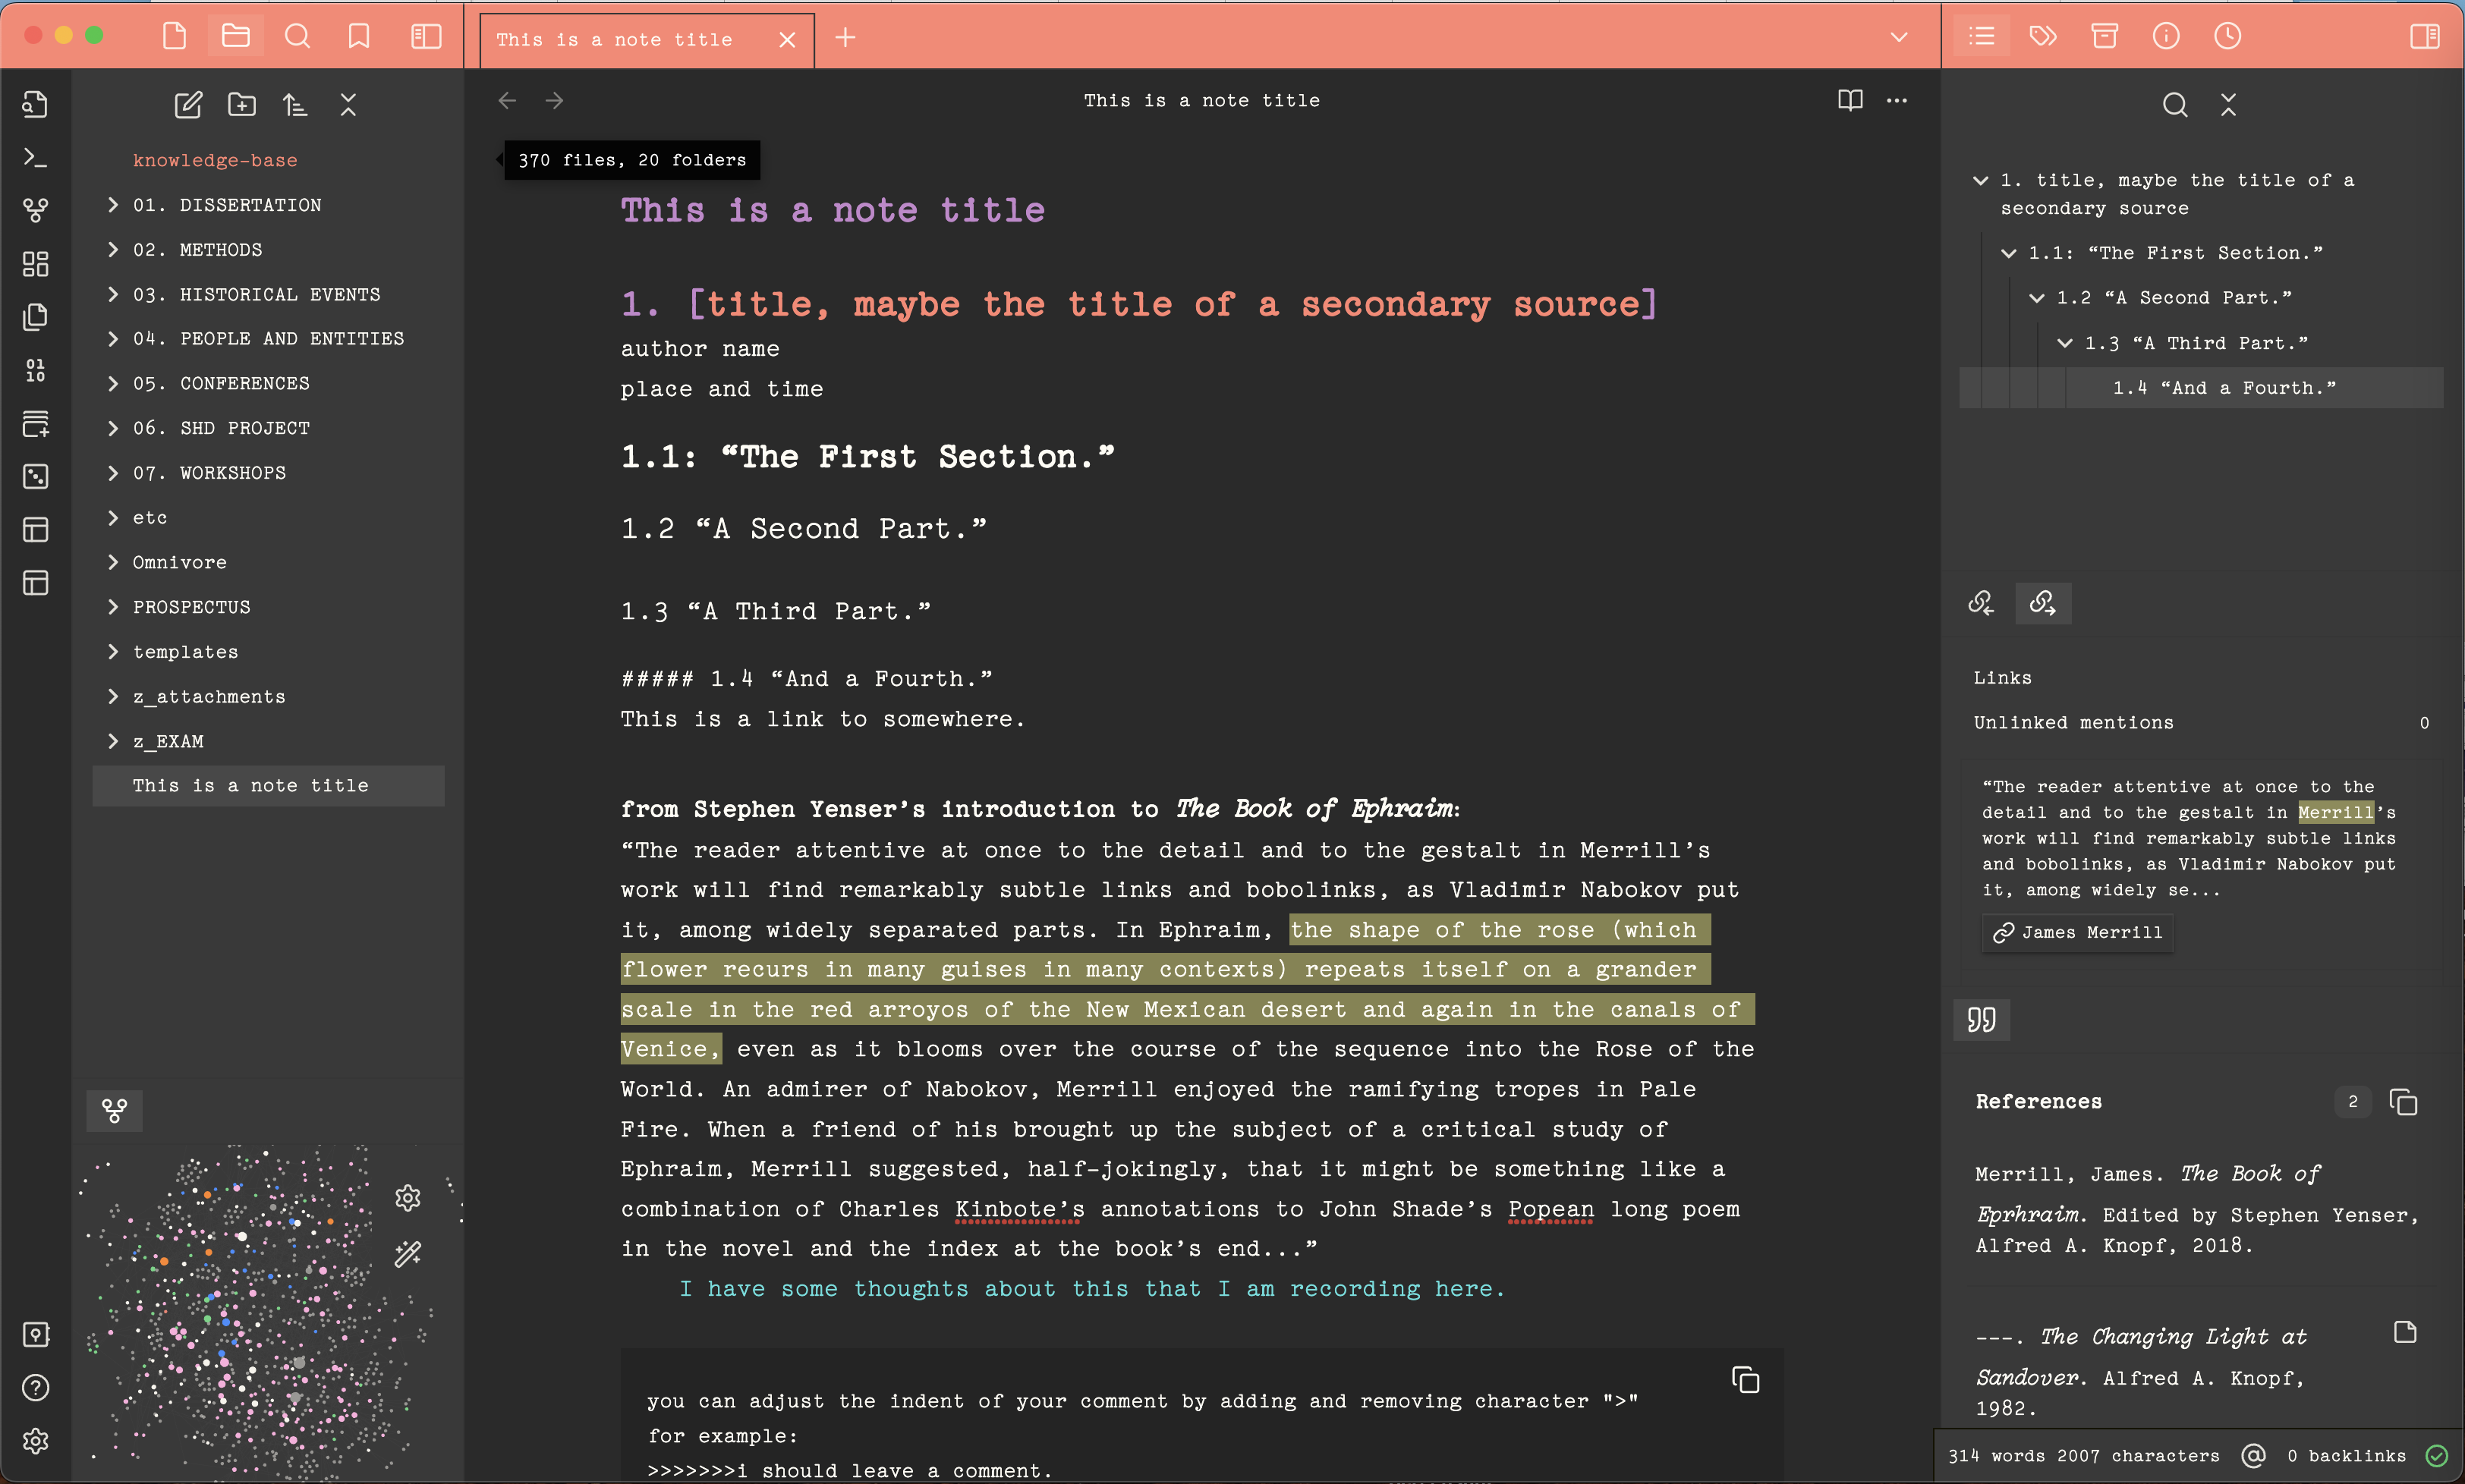 This is a note title
This is a note title
370 files, 20 folders
knowledge-base
01. DISSERTATION
02. METHODS
03. HISTORICAL EVENTS
04. PEOPLE AND ENTITIES
05. CONFERENCES
06. SHD PROJECT
07. WORKSHOPS
etc
Omnivore
PROSPECTUS
templates
z_attachments
z_EXAM
This is a note title
01
10
This is a note title
1. [title, maybe the title of a secondary source]
author name
place and time
1.1: “The First Section.”
1.2 “A Second Part.”
1.3 “A Third Part.”
##### 1.4 “And a Fourth.”
This is a link to somewhere.
from Stephen Yenser’s introduction to The Book of Ephraim:
“The reader attentive at once to the detail and to the gestalt in Merrill’s
work will find remarkably subtle links and bobolinks, as Vladimir Nabokov put
it, among widely separated parts. In Ephraim, the shape of the rose (which
flower recurs in many guises in many contexts) repeats itself on a grander
scale in the red arroyos of the New Mexican desert and again in the canals of
Venice, even as it blooms over the course of the sequence into the Rose of the
World. An admirer of Nabokov, Merrill enjoyed the ramifying tropes in Pale
Fire. When a friend of his brought up the subject of a critical study of
Ephraim, Merrill suggested, half-jokingly, that it might be something like a
combination of Charles Kinbote’s annotations to John Shade’s Popean long poem
in the novel and the index at the book’s end...”
I have some thoughts about this that I am recording here.
you can adjust the indent of your comment by adding and removing character ">"
for example:
>>>>>>>i should leave a comment.
1. title, maybe the title of a
secondary source
1.1: “The First Section.”
1.2 “A Second Part.”
1.3 “A Third Part.”
1.4 “And a Fourth.”
Links
Unlinked mentions 0
“The reader attentive at once to the
detail and to the gestalt in Merrill’s
work will find remarkably subtle links
and bobolinks, as Vladimir Nabokov put
it, among widely se...
James Merrill
References 2
Merrill, James. The Book of
Eprhraim. Edited by Stephen Yenser,
Alfred A. Knopf, 2018.
---. The Changing Light at
Sandover. Alfred A. Knopf,
1982.
314 words 2007 characters @ 0 backlinks